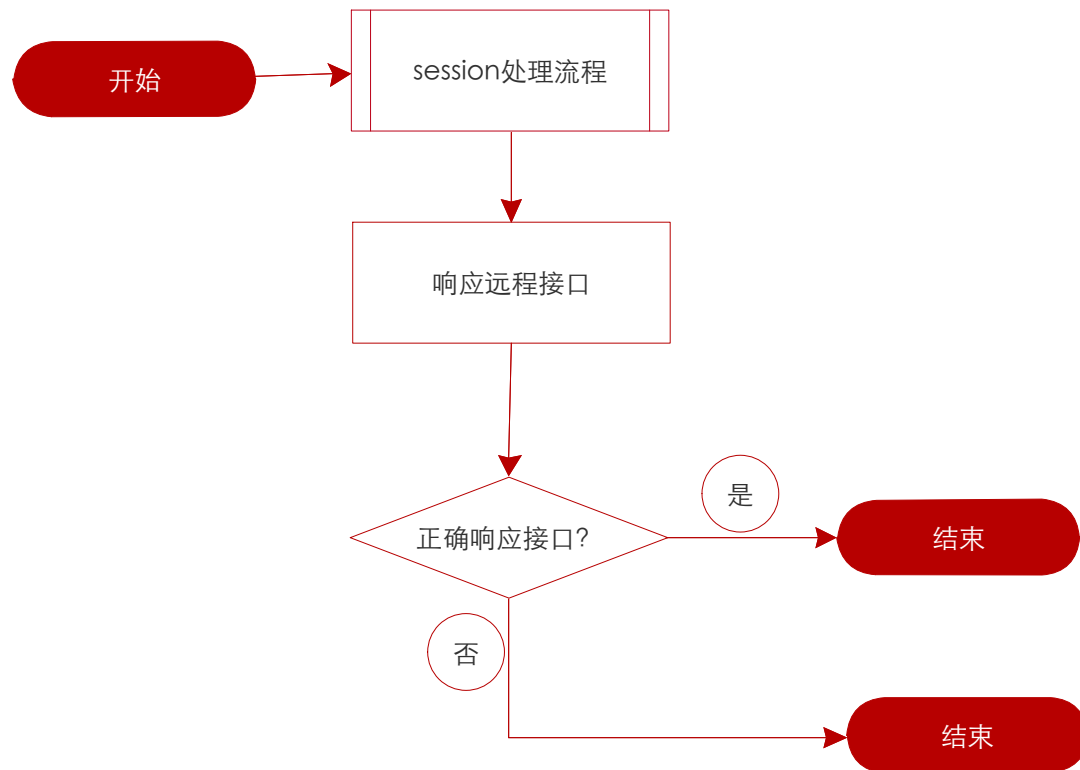 开始
session处理流程
响应远程接口
正确响应接口?
是
结束
否
结束